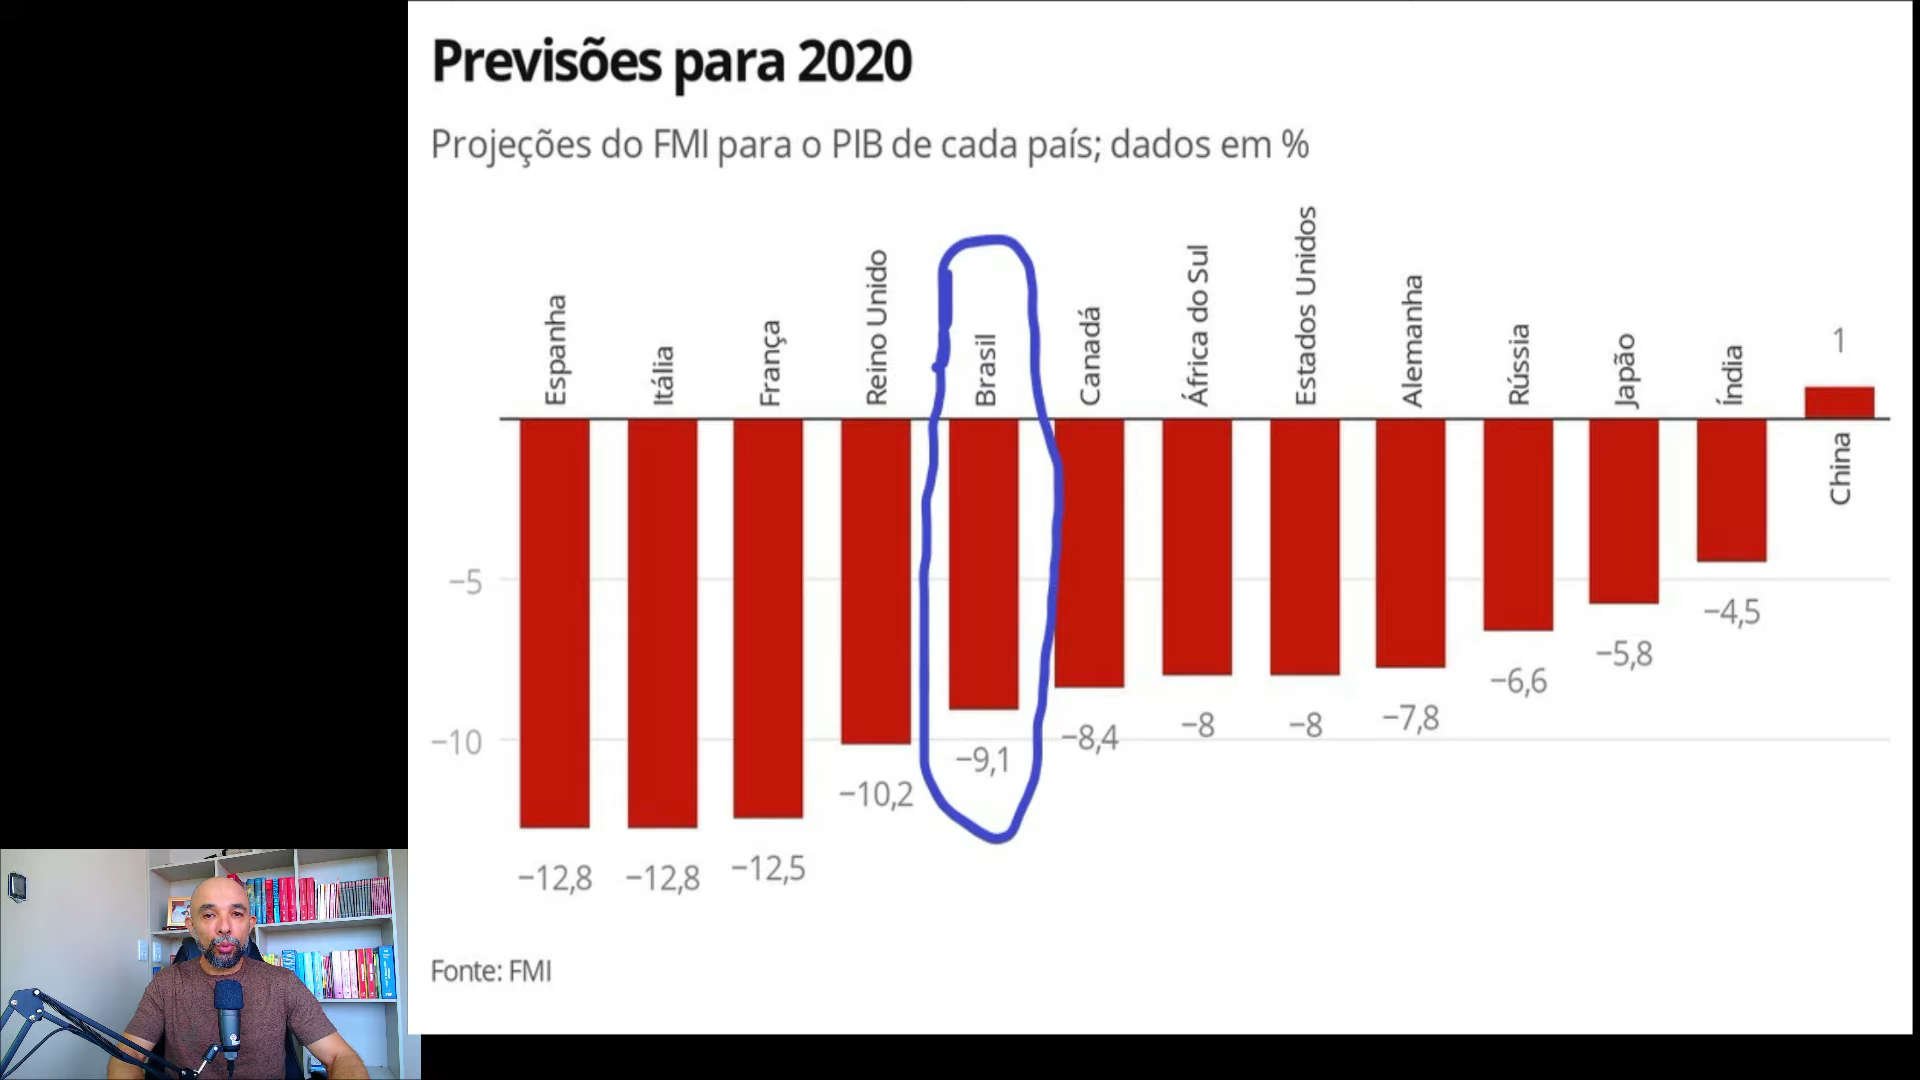 Previsões para 2020
Projeções do FMI para o PIB de cada país; dados em %
Espanha
Itália
França
Reino Unido
Brasil
Canadá
África do Sul
Estados Unidos
Alemanha
Rússia
Japão
Índia
1
China
−5
−10
−12,8
−12,8
−12,5
−10,2
−9,1
−8,4
−8
−8
−7,8
−6,6
−5,8
−4,5
Fonte: FMI